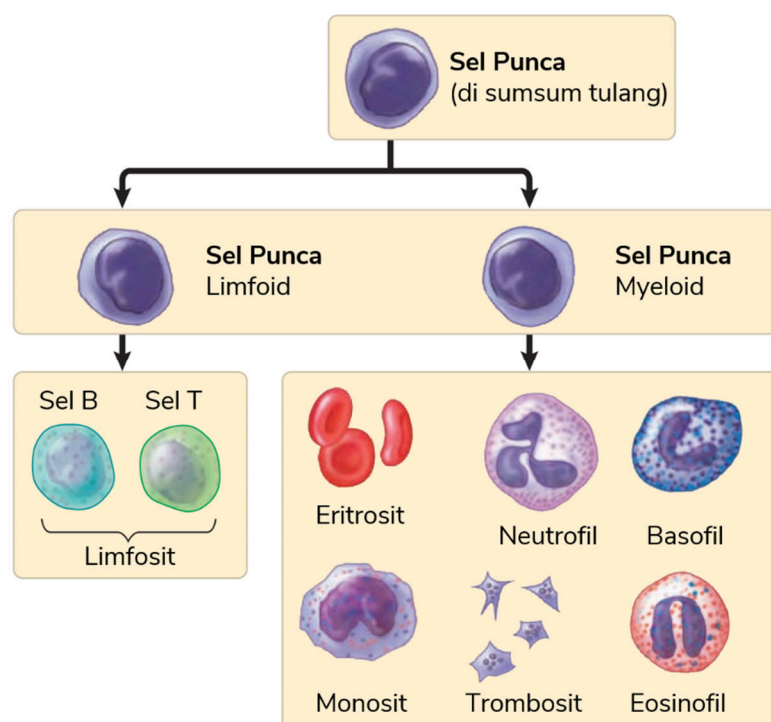 Sel Punca
(di sumsum tulang)
Sel Punca
Limfoid
Sel Punca
Myeloid
Sel B
Sel T
Limfosit
Eritrosit
Neutrofil
Basofil
Monosit
Trombosit
Eosinofil